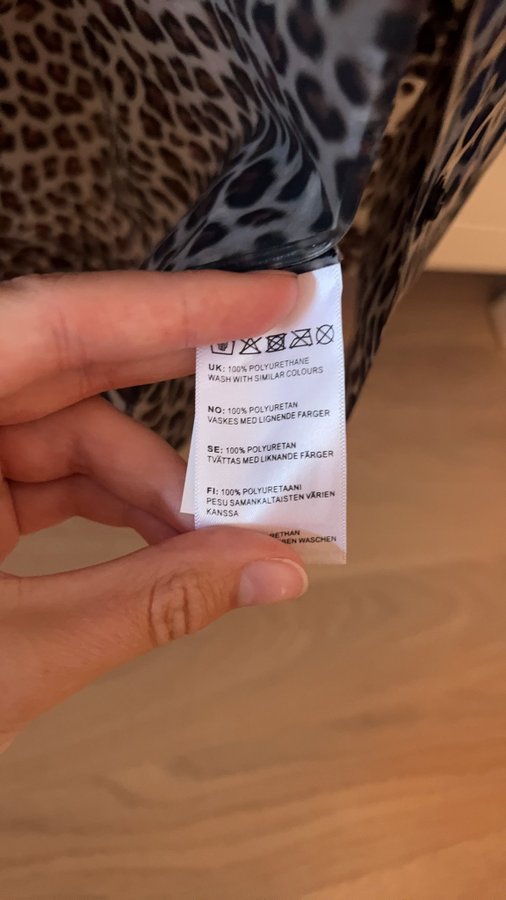 UK: 100% POLYURETHANE
WASH WITH SIMILAR COLOURS
NO: 100% POLYURETAN
VASKES MED LIGNENDE FARGER
SE: 100% POLYURETAN
TVÄTTAS MED LIKNANDE FÄRGER
FI: 100% POLYURETAANI
PESU SAMANKALTAISTEN VÄRIEN
KANSSA
WASCHEN